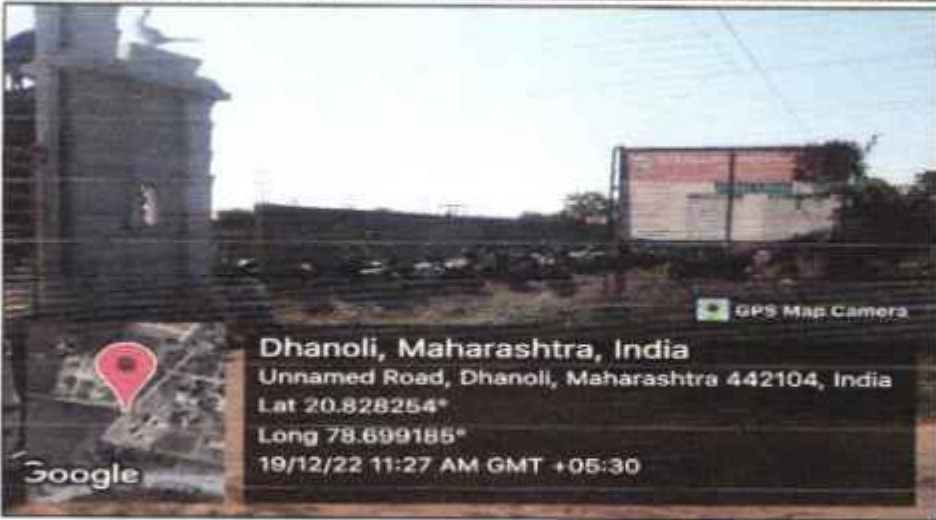 GPS Map Camera
Dhanoli, Maharashtra, India
Unnamed Road, Dhanoli, Maharashtra 442104, India
Lat 20.828254°
Long 78.699185°
19/12/22 11:27 AM GMT +05:30
Google